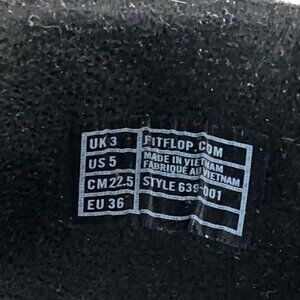 UK 3
US 5
CM 22.5
EU 36
FITFLOP.COM
MADE IN VIETNAM
FABRIQUE AU VIETNAM
STYLE 639-001